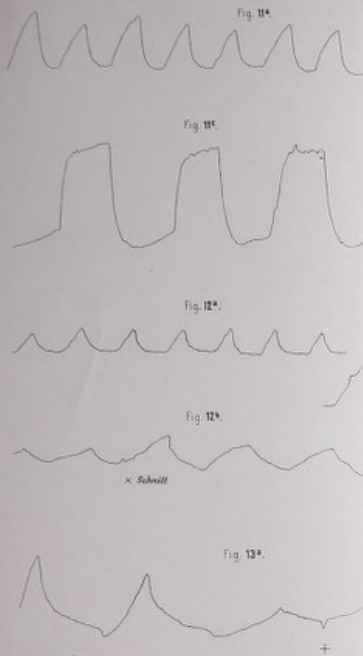 Fig. 11ª.
Fig. 11ᶜ.
Fig. 12ª.
Fig. 12ᵇ.
× Schnitt
Fig. 13ª.
+